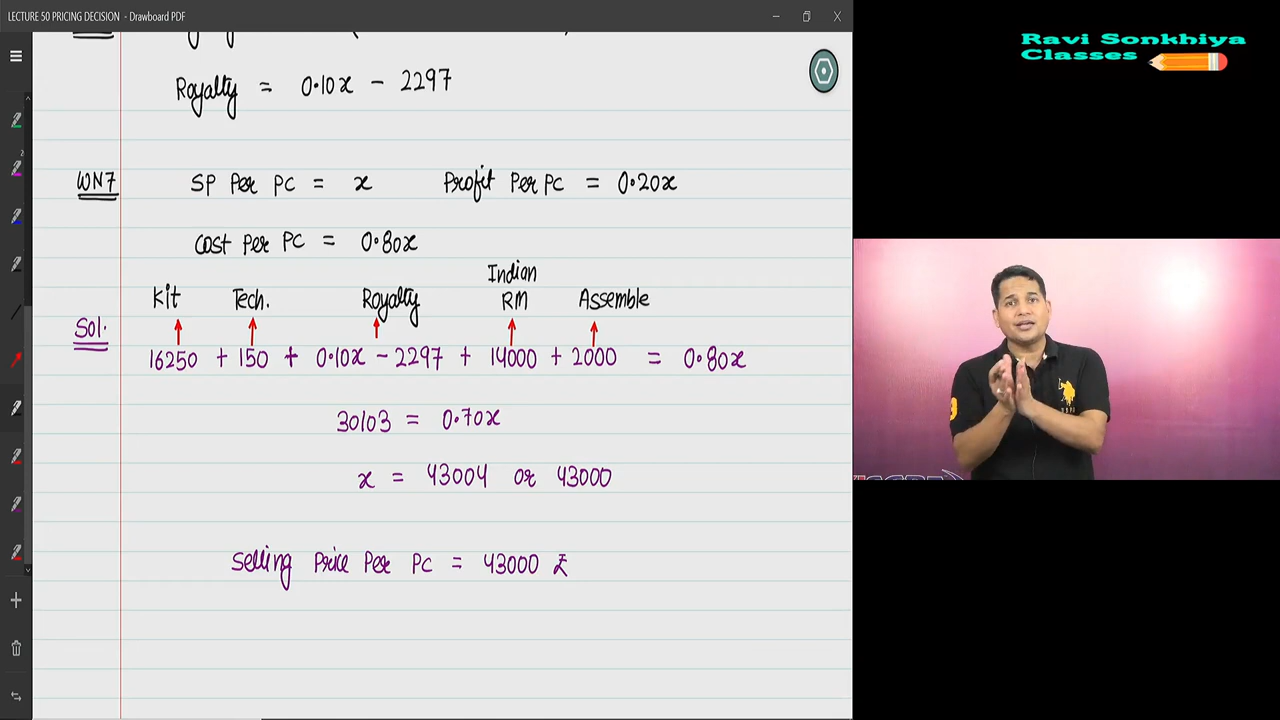 LECTURE 50 PRICING DECISION - Drawboard PDF
Ravi Sonkhiya
Classes
Royalty = 0.10x - 2297
WN7 SP Per PC = x Profit Per PC = 0.20x
Cost Per PC = 0.80x
Kit Tech. Royalty Indian RM Assemble
Sol. 16250 + 150 + 0.10x - 2297 + 14000 + 2000 = 0.80x
30103 = 0.70x
x = 43004 or 43000
Selling Price Per PC = 43000 ₹